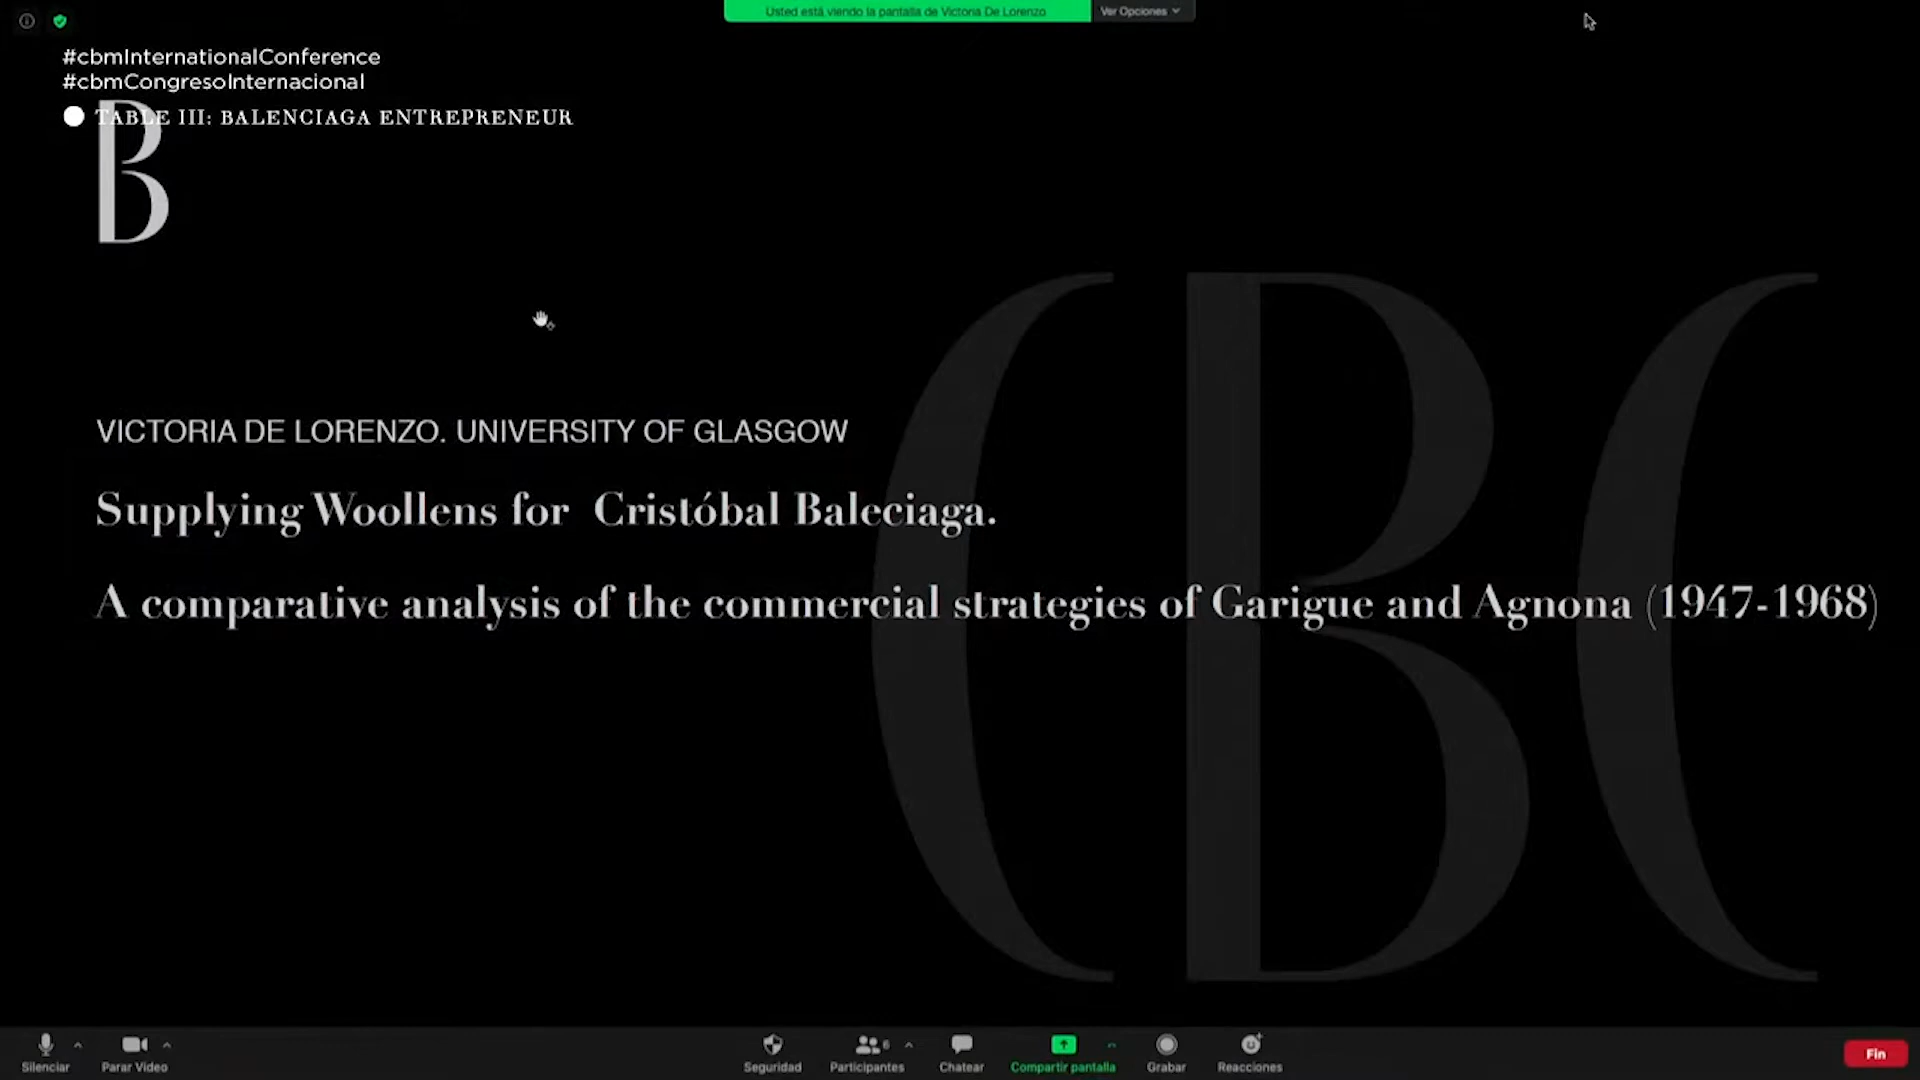 Usted está viendo la pantalla de Victoria De Lorenzo
Ver Opciones
#cbmInternationalConference
#cbmCongresoInternacional
TABLE III: BALENCIAGA ENTREPRENEUR
B
CBC
VICTORIA DE LORENZO. UNIVERSITY OF GLASGOW
Supplying Woollens for Cristóbal Baleciaga.
A comparative analysis of the commercial strategies of Garigue and Agnona (1947-1968)
Silenciar
Parar Video
Seguridad
6
Participantes
Chatear
Compartir pantalla
Grabar
Reacciones
Fin